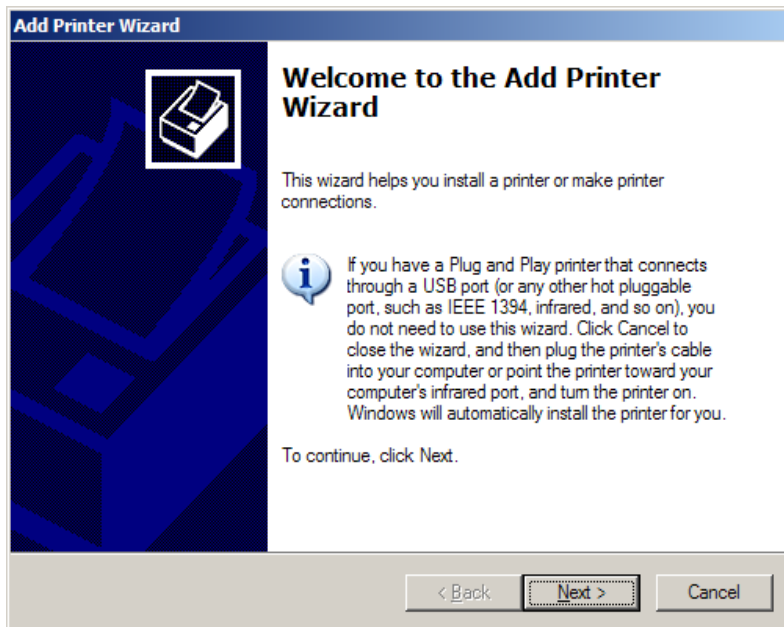 Add Printer Wizard
Welcome to the Add Printer
Wizard
This wizard helps you install a printer or make printer
connections.
If you have a Plug and Play printer that connects
through a USB port (or any other hot pluggable
port, such as IEEE 1394, infrared, and so on), you
do not need to use this wizard. Click Cancel to
close the wizard, and then plug the printer's cable
into your computer or point the printer toward your
computer's infrared port, and turn the printer on.
Windows will automatically install the printer for you.
To continue, click Next.
< Back Next > Cancel